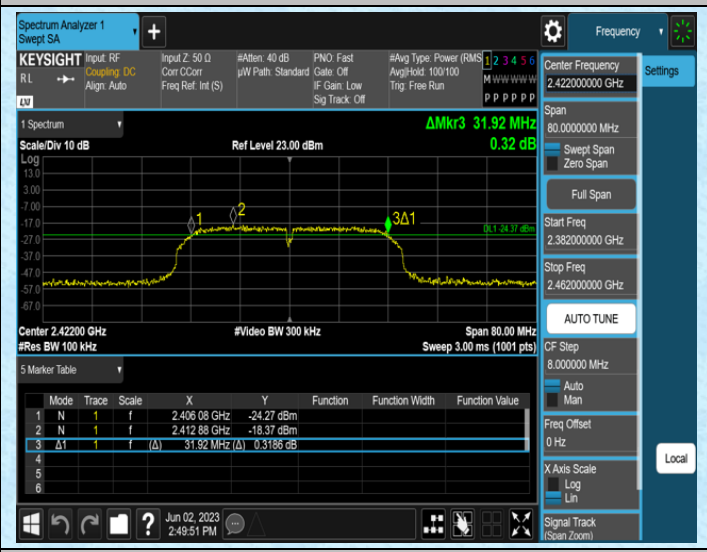 Spectrum Analyzer 1
Swept SA
+
Frequency
KEYSIGHT
RL
LXI
Input: RF
Coupling: DC
Align: Auto
Input Z: 50 Ω
Corr CCorr
Freq Ref: Int (S)
#Atten: 40 dB
µW Path: Standard
PNO: Fast
Gate: Off
IF Gain: Low
Sig Track: Off
#Avg Type: Power (RMS
Avg|Hold: 100/100
Trig: Free Run
1 2 3 4 5 6
M W W W W W
P P P P P P
1 Spectrum
Scale/Div 10 dB
Log
Ref Level 23.00 dBm
ΔMkr3 31.92 MHz
0.32 dB
13.0
3.00
-7.00
-17.0
-27.0
-37.0
-47.0
-57.0
-67.0
1
2
3Δ1
DL1 -24.37 dBm
Center 2.42200 GHz
#Res BW 100 kHz
#Video BW 300 kHz
Span 80.00 MHz
Sweep 3.00 ms (1001 pts)
5 Marker Table
Mode Trace Scale X Y Function Function Width Function Value
1 N 1 f 2.406 08 GHz -24.27 dBm
2 N 1 f 2.412 88 GHz -18.37 dBm
3 Δ1 1 f (Δ) 31.92 MHz (Δ) 0.3186 dB
4
5
6
?
Jun 02, 2023
2:49:51 PM
Center Frequency
2.422000000 GHz
Span
80.0000000 MHz
Swept Span
Zero Span
Full Span
Start Freq
2.382000000 GHz
Stop Freq
2.462000000 GHz
AUTO TUNE
CF Step
8.000000 MHz
Auto
Man
Freq Offset
0 Hz
X Axis Scale
Log
Lin
Signal Track
(Span Zoom)
Settings
Local